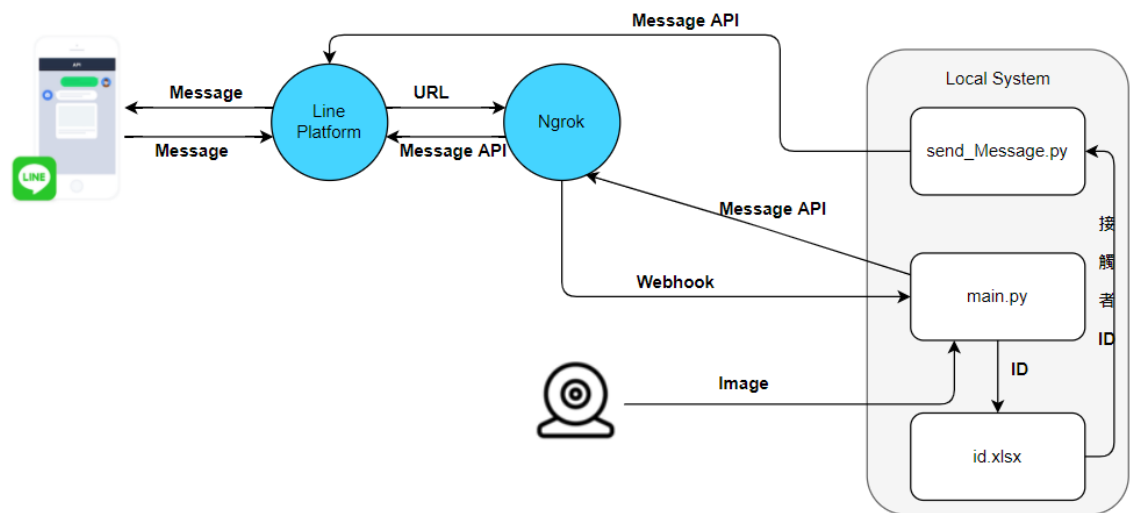 Message API
API
Local System
Message
URL
Line
Platform
Ngrok
Message
Message API
send_Message.py
LINE
Message API
接
觸
者
ID
Webhook
main.py
Image
ID
id.xlsx